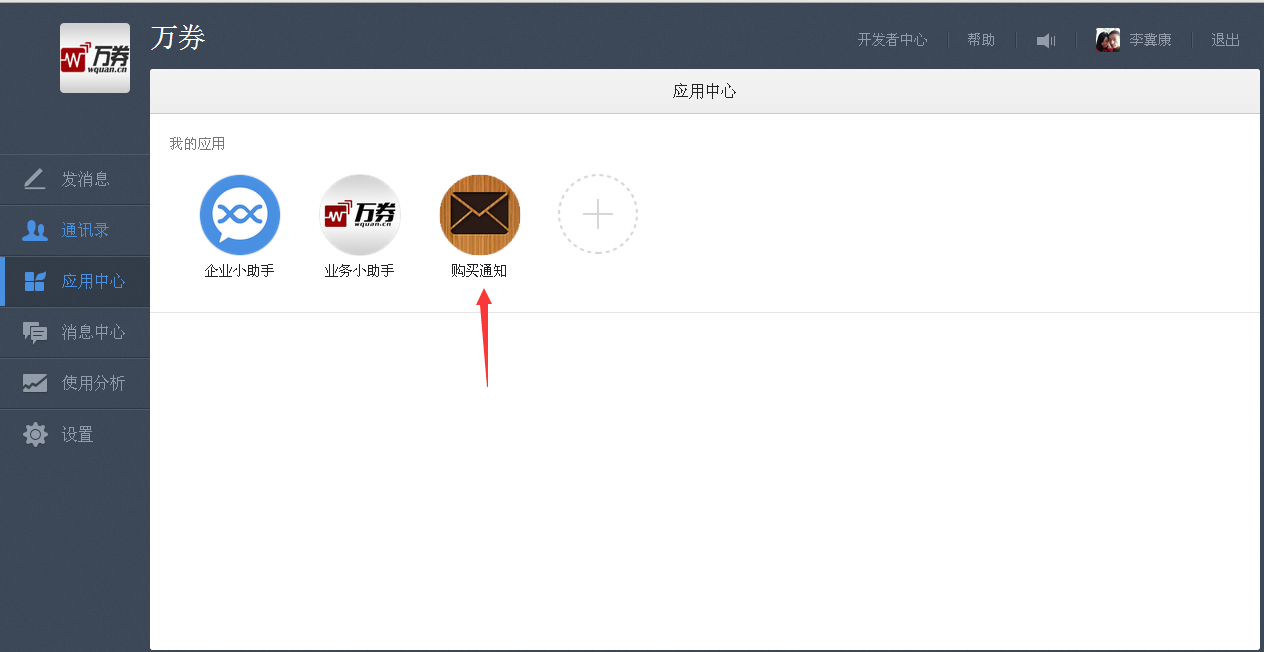 万券
wquan.cn
万券
开发者中心
帮助
李冀康
退出
应用中心
发消息
通讯录
应用中心
消息中心
使用分析
设置
我的应用
万券
wquan.cn
企业小助手
业务小助手
购买通知